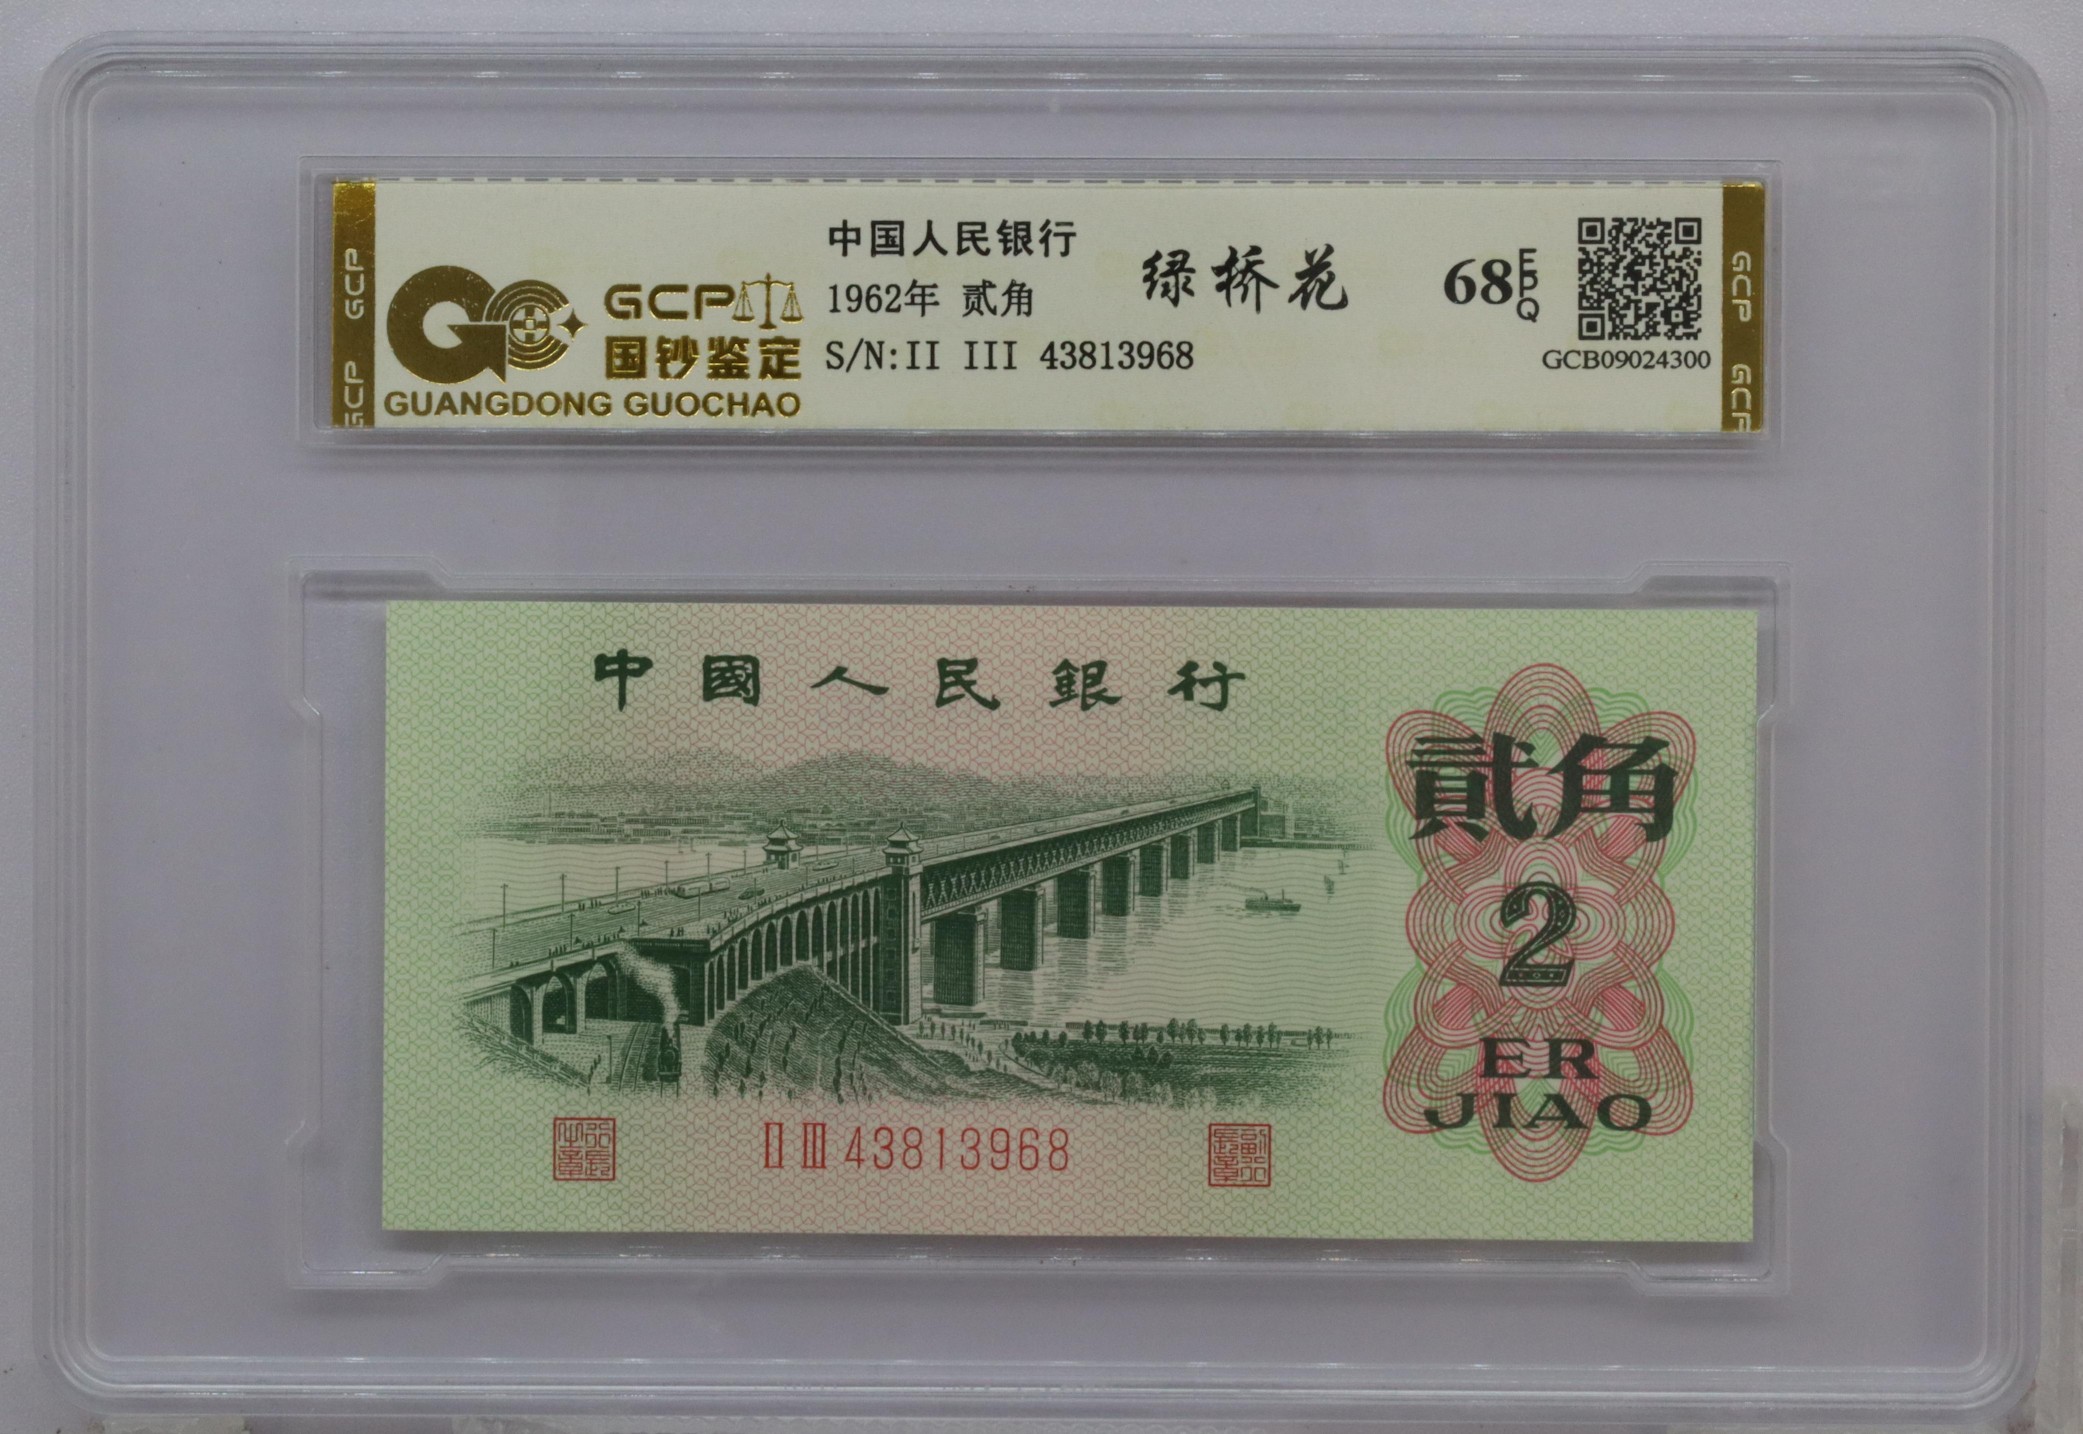 GCP
GCP
GCP
国钞鉴定
GUANGDONG GUOCHAO
中国人民银行
1962年 贰角
S/N:II III 43813968
绿桥花
68 EPQ
GCB09024300
GCP
GCP
中國人民銀行
貳角
2
ER
JIAO
II III 43813968